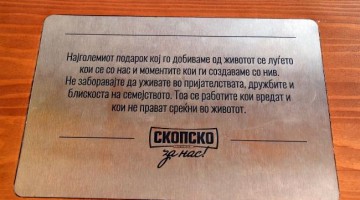 Најголемиот подарок кој го добиваме од животот се луѓето
кои се со нас и моментите кои ги создаваме со нив.
Не заборавајте да уживате во пријателствата, дружбите и
блискоста на семејството. Тоа се работите кои вредат и
кои не прават среќни во животот.
СКОПСКО
за нас!